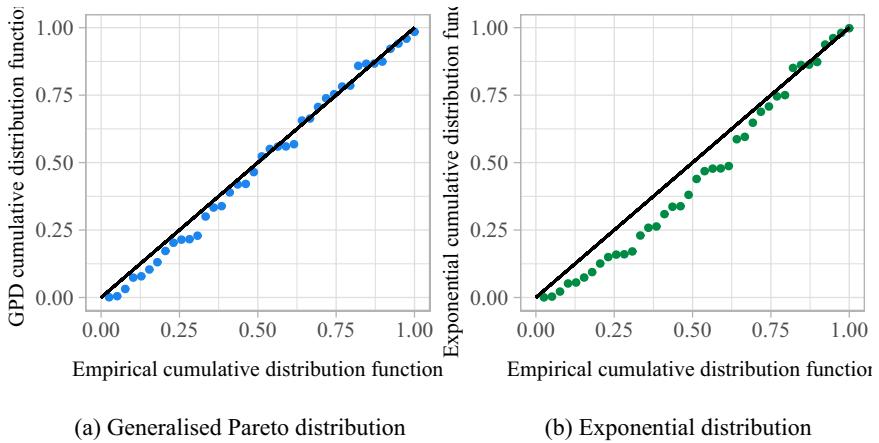 GPD cumulative distribution function
1.00
0.75
0.50
0.25
0.00
0.00 0.25 0.50 0.75 1.00
Empirical cumulative distribution function
(a) Generalised Pareto distribution
Exponential cumulative distribution func
1.00
0.75
0.50
0.25
0.00
0.00 0.25 0.50 0.75 1.00
Empirical cumulative distribution function
(b) Exponential distribution